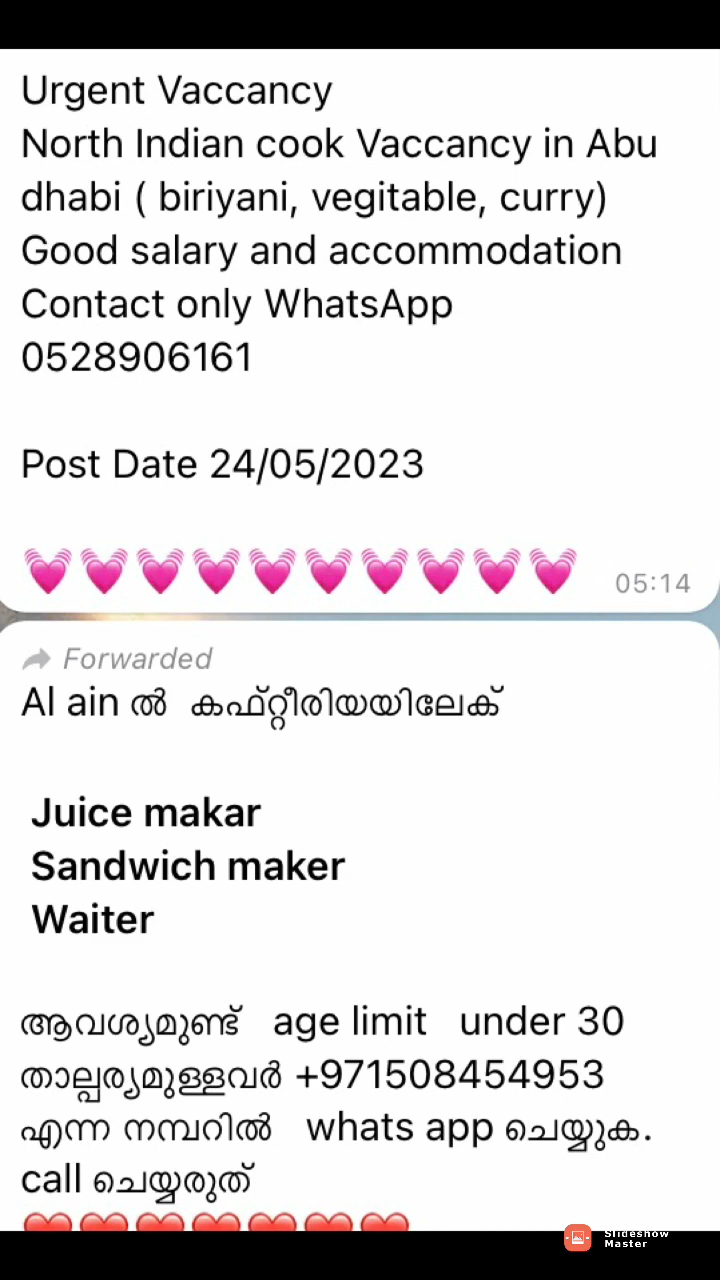 Urgent Vaccancy
North Indian cook Vaccancy in Abu
dhabi ( biriyani, vegitable, curry)
Good salary and accommodation
Contact only WhatsApp
0528906161
Post Date 24/05/2023
💓💓💓💓💓💓💓💓💓💓 05:14
Forwarded
Al ain ൽ കഫ്റ്റീരിയയിലേക്
Juice makar
Sandwich maker
Waiter
ആവശ്യമുണ്ട് age limit under 30
താല്പര്യമുള്ളവർ +971508454953
എന്ന നമ്പറിൽ whats app ചെയ്യുക.
call ചെയ്യരുത്
❤️❤️❤️❤️❤️❤️❤️
Slideshow
Master